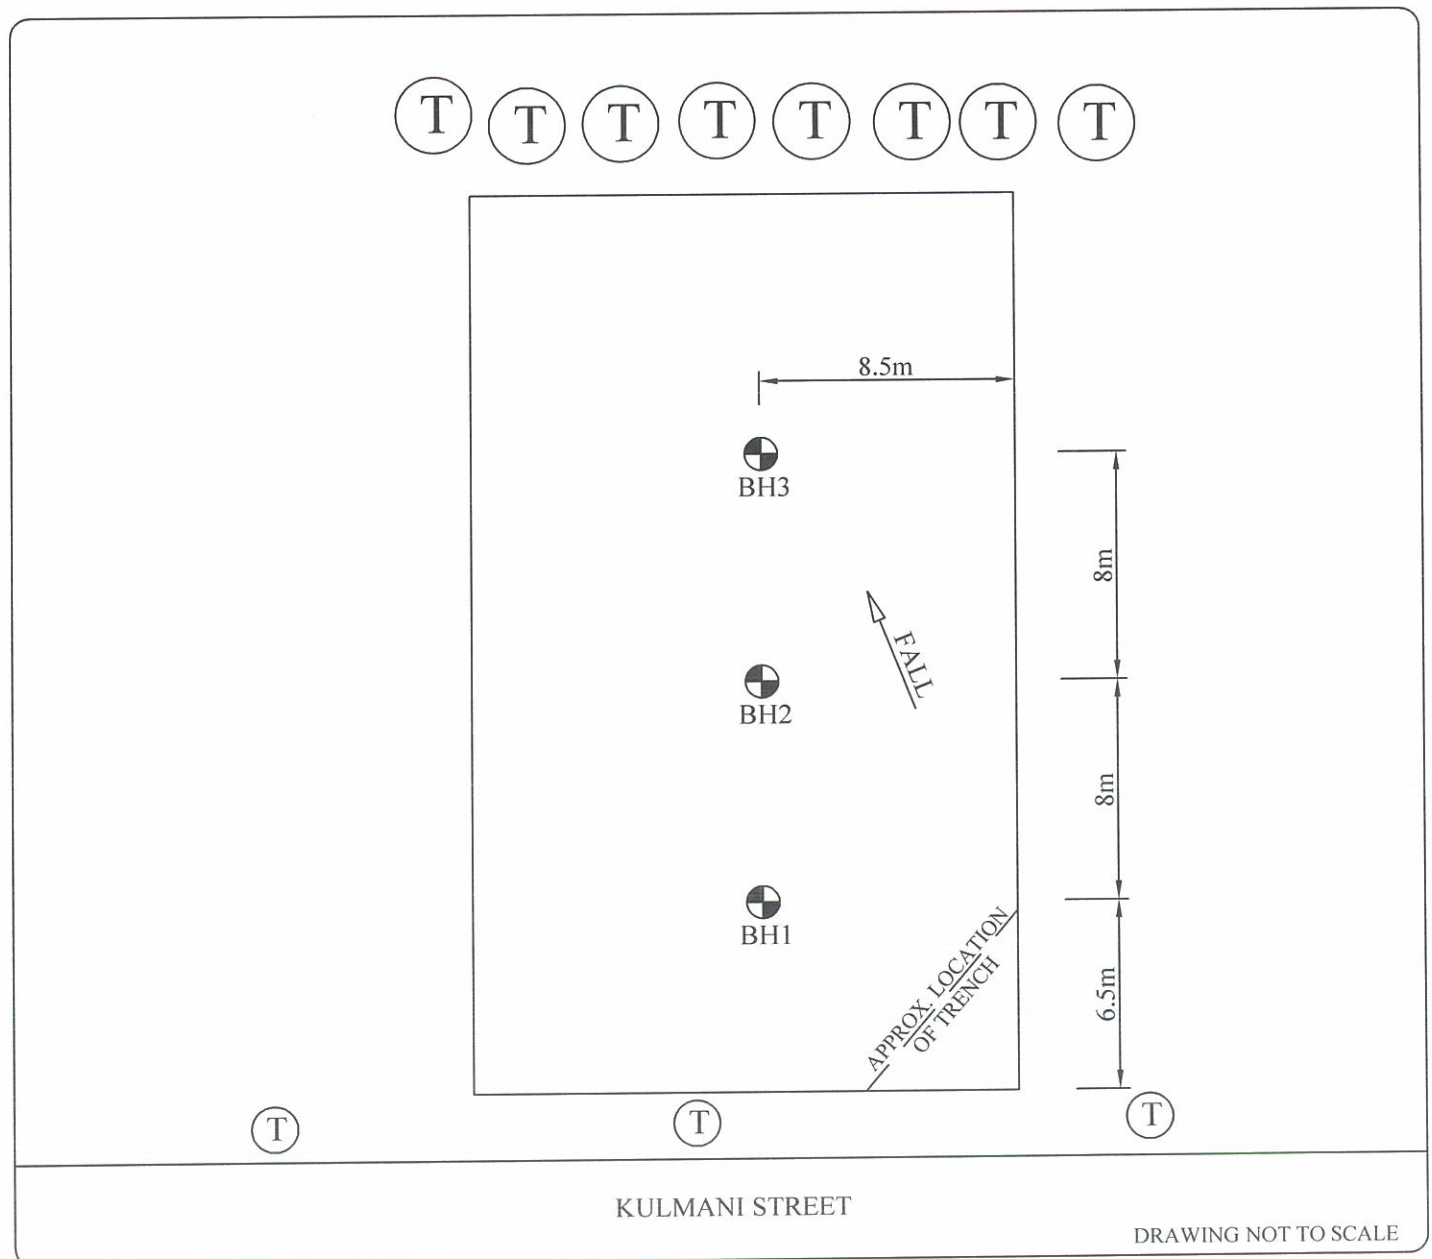 T T T T T T T T
8.5m
BH3
8m
FALL
BH2
8m
BH1
APPROX. LOCATION
OF TRENCH
6.5m
T T T
KULMANI STREET
DRAWING NOT TO SCALE